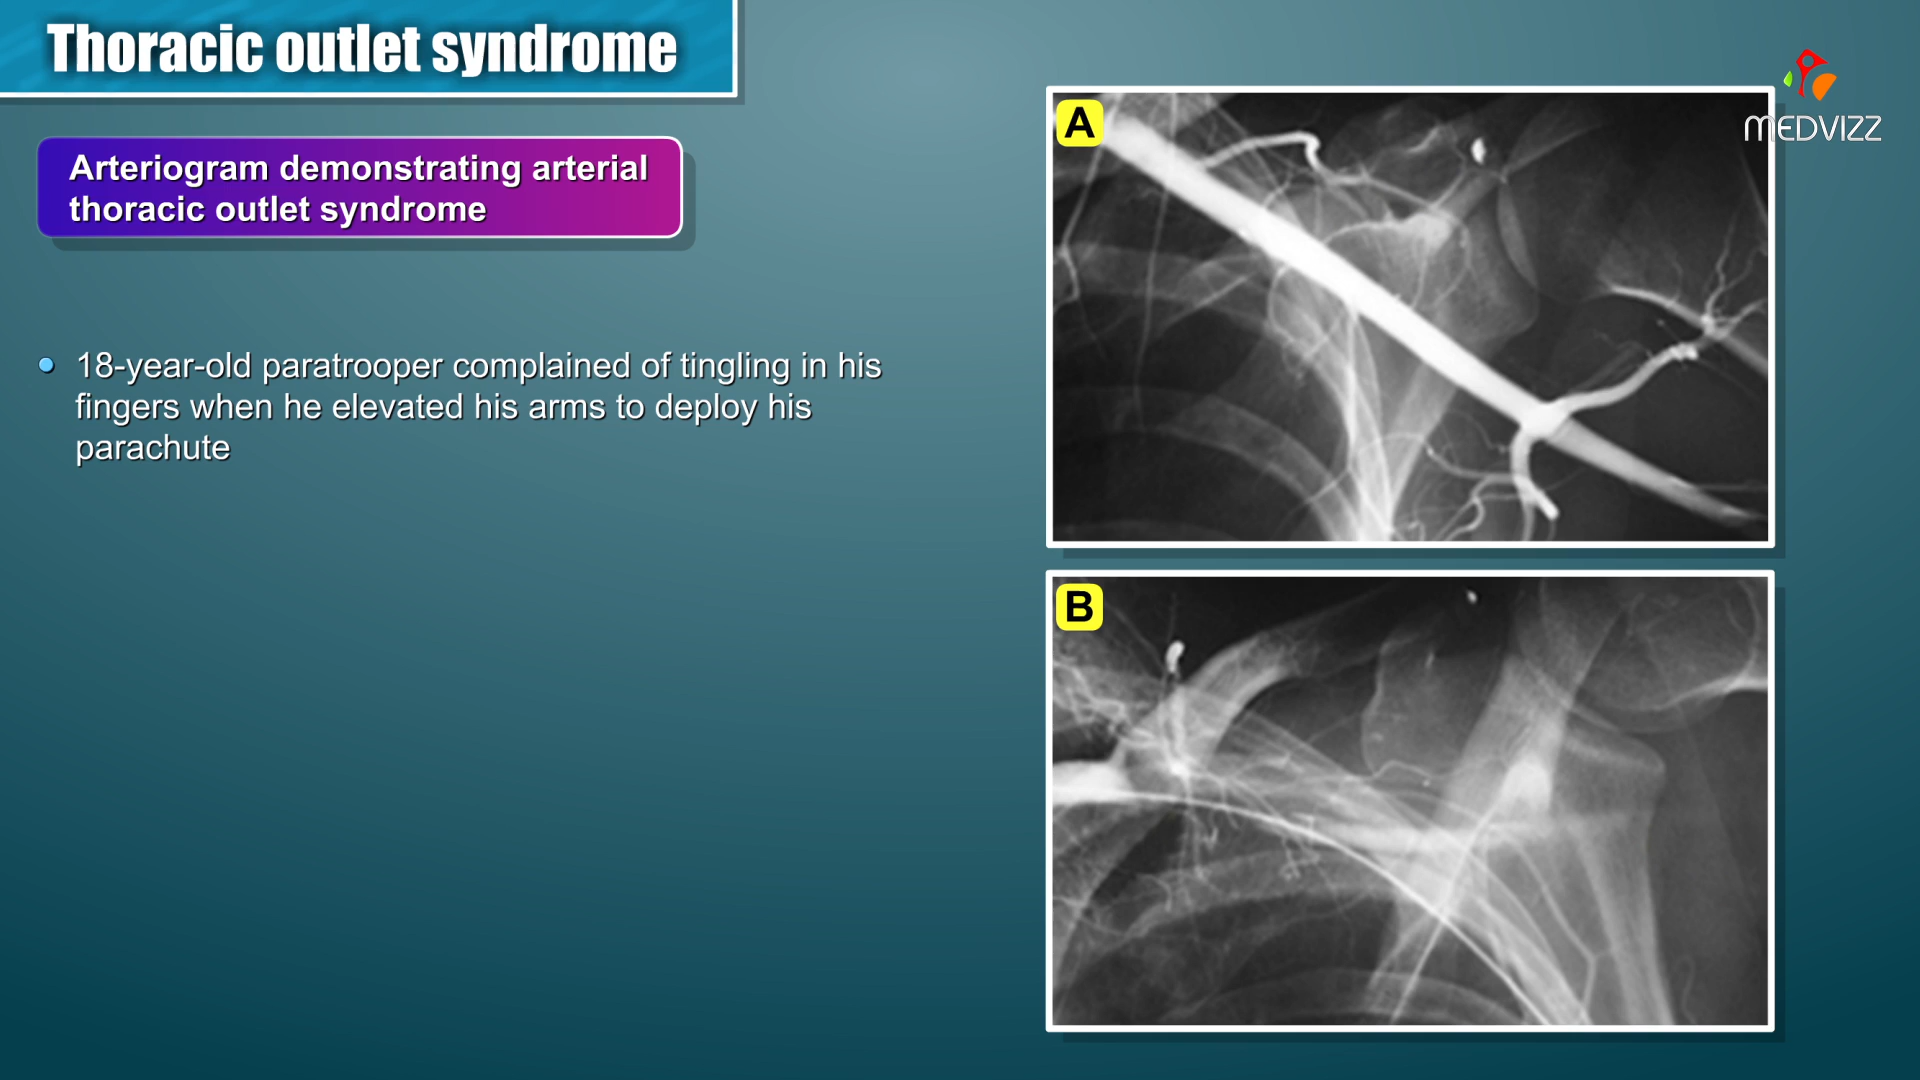 Thoracic outlet syndrome
Arteriogram demonstrating arterial
thoracic outlet syndrome
18-year-old paratrooper complained of tingling in his
fingers when he elevated his arms to deploy his
parachute
A
MEDVIZZ
B